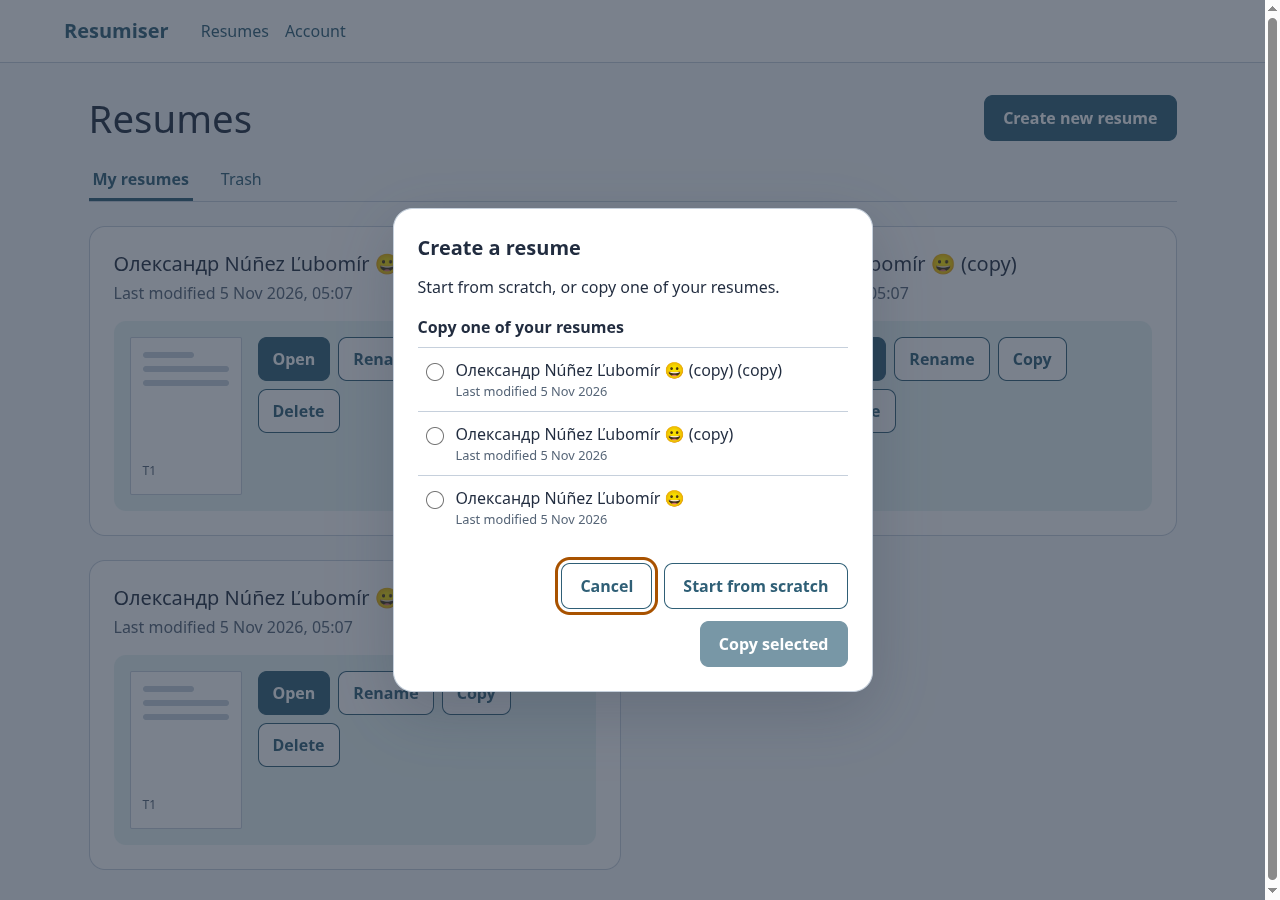 Resumiser Resumes Account
Resumes Create new resume
My resumes Trash
Олександр Núñez Ľubomír 😀
Last modified 5 Nov 2026, 05:07
Open
Delete
T1
😀 (copy)
05:07
Rename Copy
Олександр Núñez Ľubomír 😀
Last modified 5 Nov 2026, 05:07
Open Rename Copy
Delete
T1
Create a resume
Start from scratch, or copy one of your resumes.
Copy one of your resumes
Олександр Núñez Ľubomír 😀 (copy) (copy)
Last modified 5 Nov 2026
Олександр Núñez Ľubomír 😀 (copy)
Last modified 5 Nov 2026
Олександр Núñez Ľubomír 😀
Last modified 5 Nov 2026
Cancel Start from scratch
Copy selected